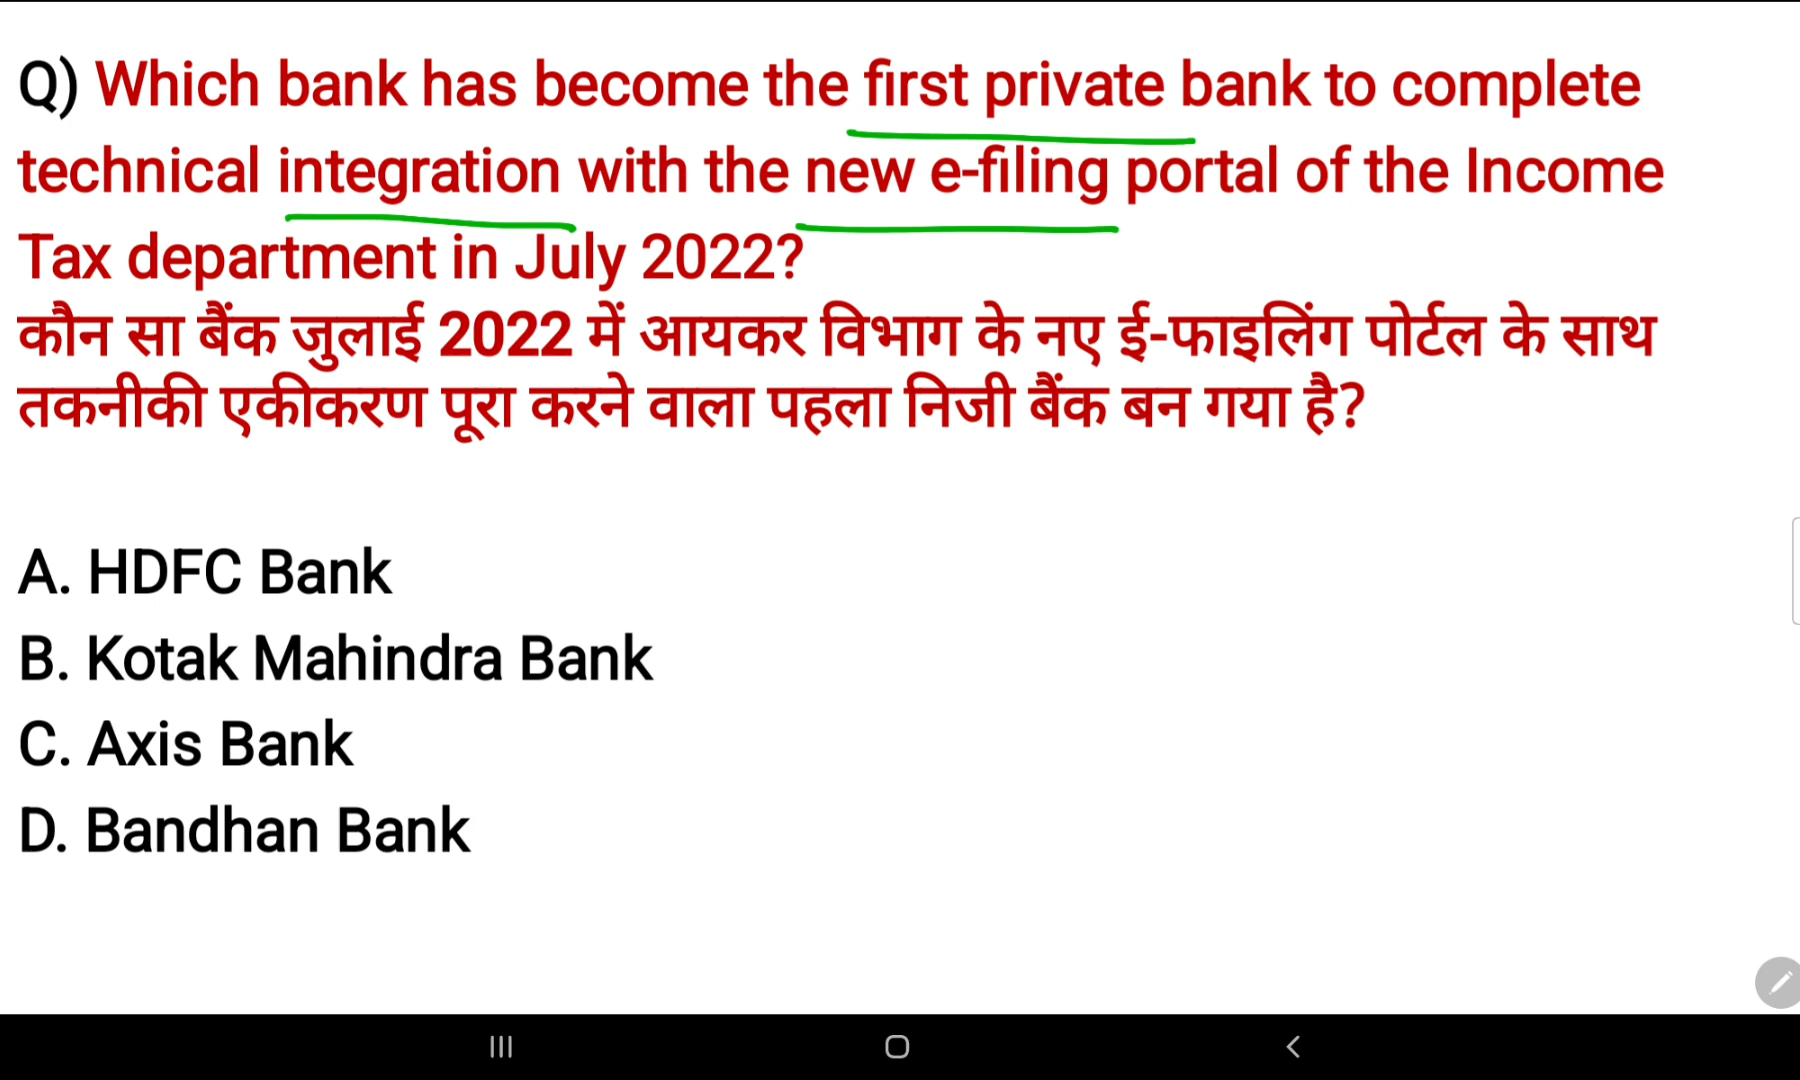 Q) Which bank has become the first private bank to complete
technical integration with the new e-filing portal of the Income
Tax department in July 2022?
कौन सा बैंक जुलाई 2022 में आयकर विभाग के नए ई-फाइलिंग पोर्टल के साथ
तकनीकी एकीकरण पूरा करने वाला पहला निजी बैंक बन गया है?
A. HDFC Bank
B. Kotak Mahindra Bank
C. Axis Bank
D. Bandhan Bank